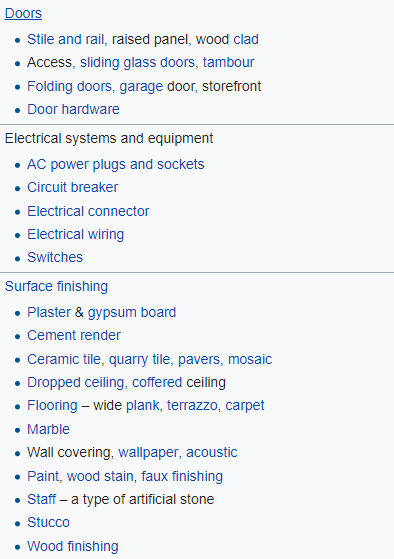 Doors
Stile and rail, raised panel, wood clad
Access, sliding glass doors, tambour
Folding doors, garage door, storefront
Door hardware
Electrical systems and equipment
AC power plugs and sockets
Circuit breaker
Electrical connector
Electrical wiring
Switches
Surface finishing
Plaster & gypsum board
Cement render
Ceramic tile, quarry tile, pavers, mosaic
Dropped ceiling, coffered ceiling
Flooring – wide plank, terrazzo, carpet
Marble
Wall covering, wallpaper, acoustic
Paint, wood stain, faux finishing
Staff – a type of artificial stone
Stucco
Wood finishing